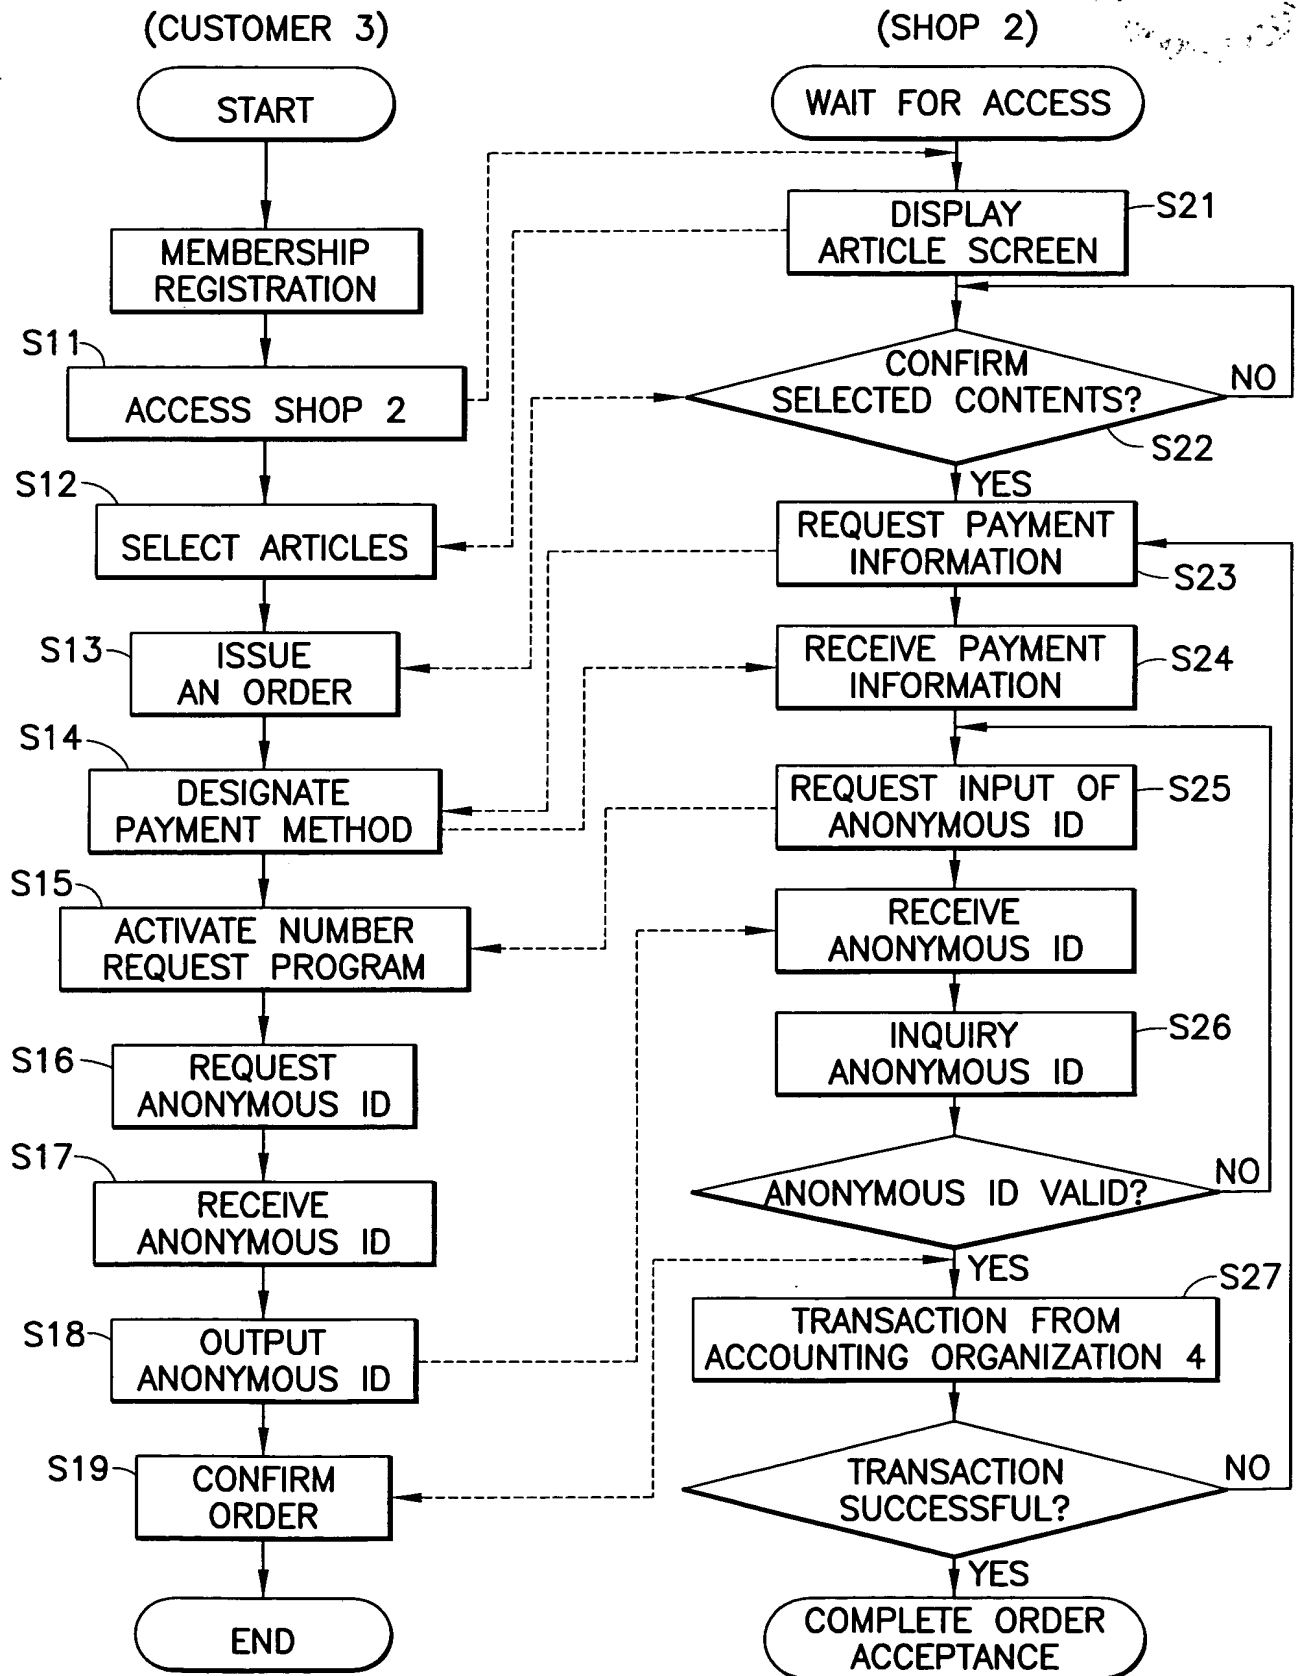 (CUSTOMER 3)
START
MEMBERSHIP
REGISTRATION
S11
ACCESS SHOP 2
S12
SELECT ARTICLES
S13
ISSUE
AN ORDER
S14
DESIGNATE
PAYMENT METHOD
S15
ACTIVATE NUMBER
REQUEST PROGRAM
S16
REQUEST
ANONYMOUS ID
S17
RECEIVE
ANONYMOUS ID
S18
OUTPUT
ANONYMOUS ID
S19
CONFIRM
ORDER
END
(SHOP 2)
WAIT FOR ACCESS
DISPLAY
ARTICLE SCREEN
S21
CONFIRM
SELECTED CONTENTS?
NO
S22
YES
REQUEST PAYMENT
INFORMATION
S23
RECEIVE PAYMENT
INFORMATION
S24
REQUEST INPUT OF
ANONYMOUS ID
S25
RECEIVE
ANONYMOUS ID
INQUIRY
ANONYMOUS ID
S26
ANONYMOUS ID VALID?
NO
YES
S27
TRANSACTION FROM
ACCOUNTING ORGANIZATION 4
TRANSACTION
SUCCESSFUL?
NO
YES
COMPLETE ORDER
ACCEPTANCE